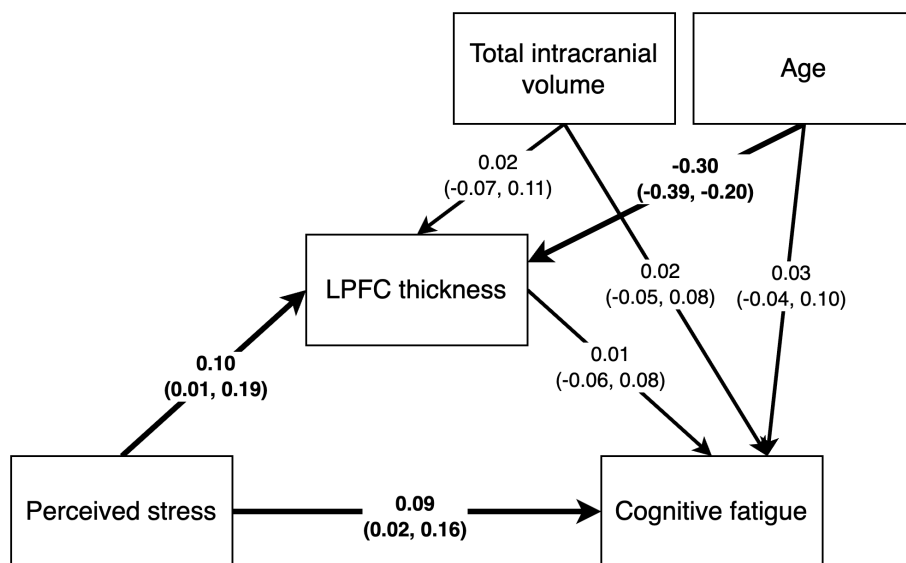 Total intracranial
volume
Age
0.02
(-0.07, 0.11)
-0.30
(-0.39, -0.20)
LPFC thickness
0.02
(-0.05, 0.08)
0.03
(-0.04, 0.10)
0.01
(-0.06, 0.08)
0.10
(0.01, 0.19)
Perceived stress
0.09
(0.02, 0.16)
Cognitive fatigue